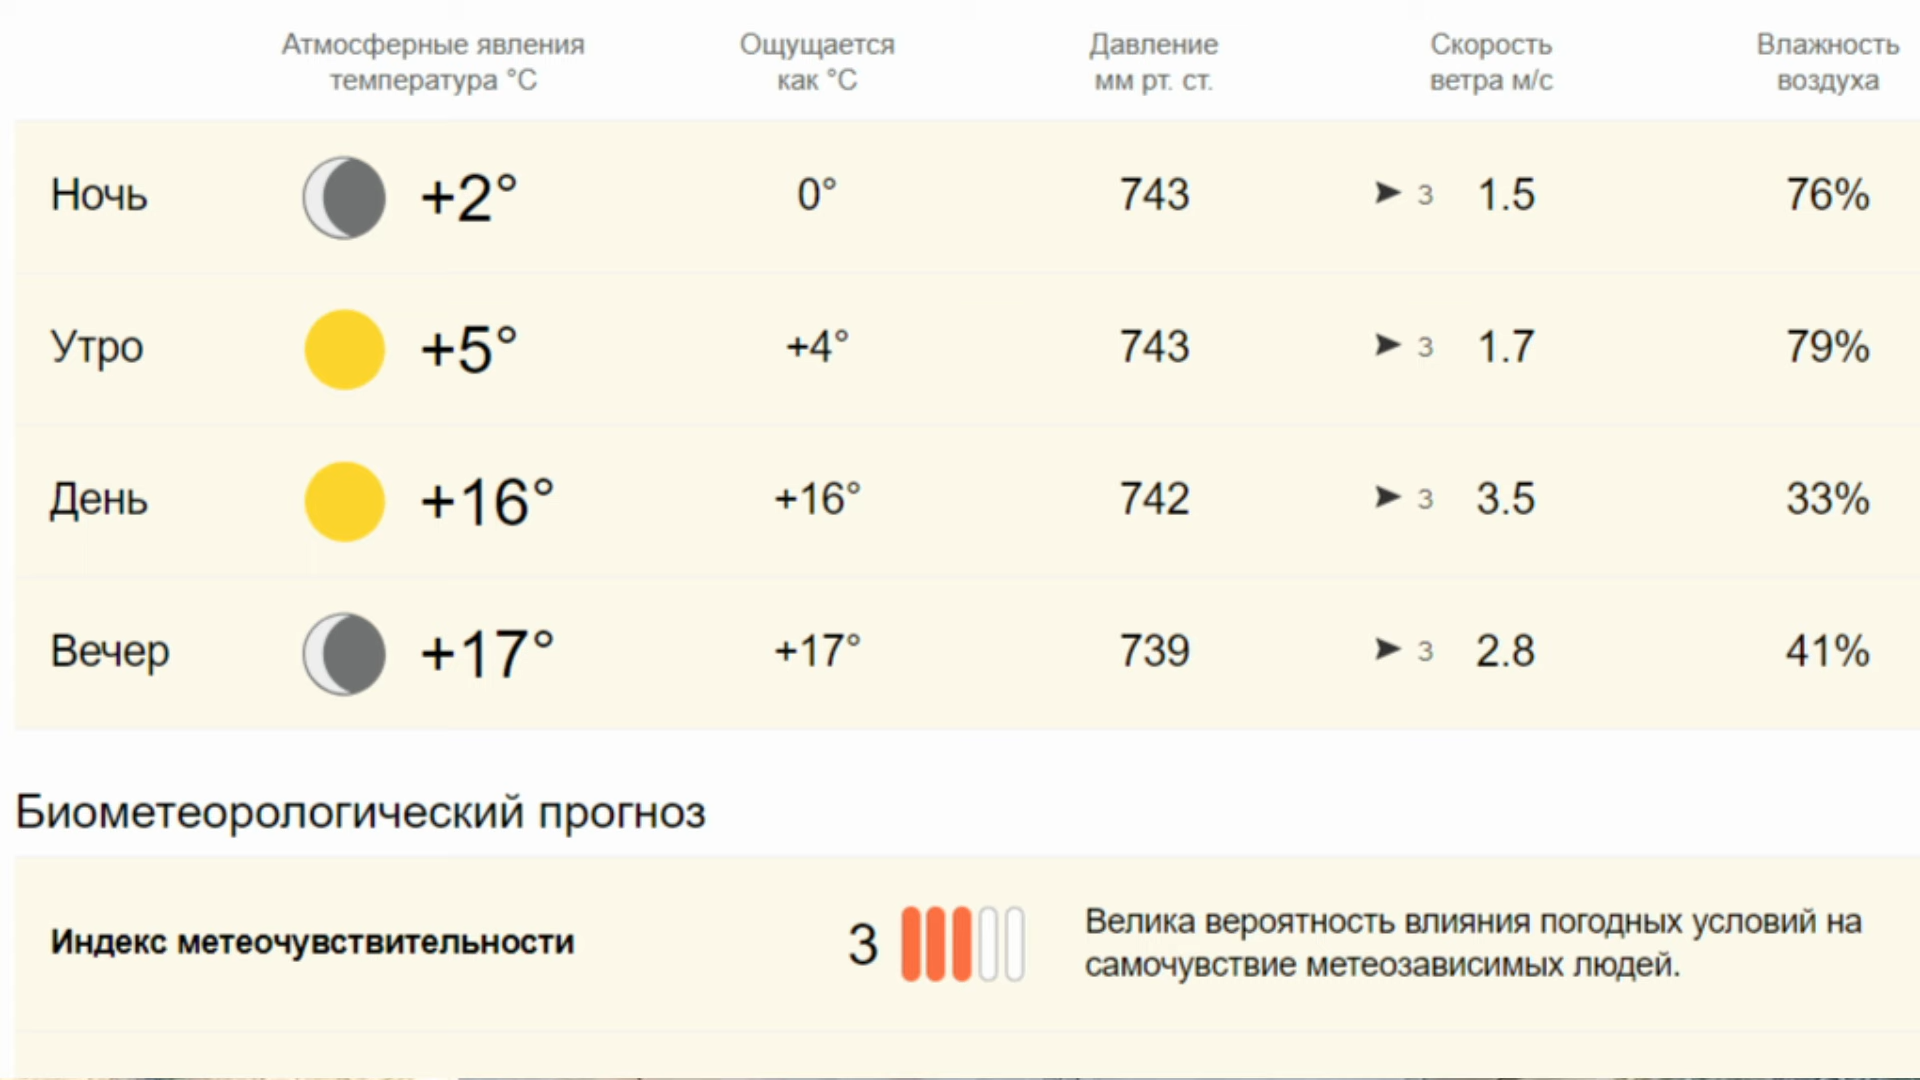 Атмосферные явления Ощущается Давление Скорость Влажность
температура °C как °C мм рт. ст. ветра м/с воздуха
Ночь +2° 0° 743 З 1.5 76%
Утро +5° +4° 743 З 1.7 79%
День +16° +16° 742 З 3.5 33%
Вечер +17° +17° 739 З 2.8 41%
Биометеорологический прогноз
Индекс метеочувствительности 3
Велика вероятность влияния погодных условий на
самочувствие метеозависимых людей.